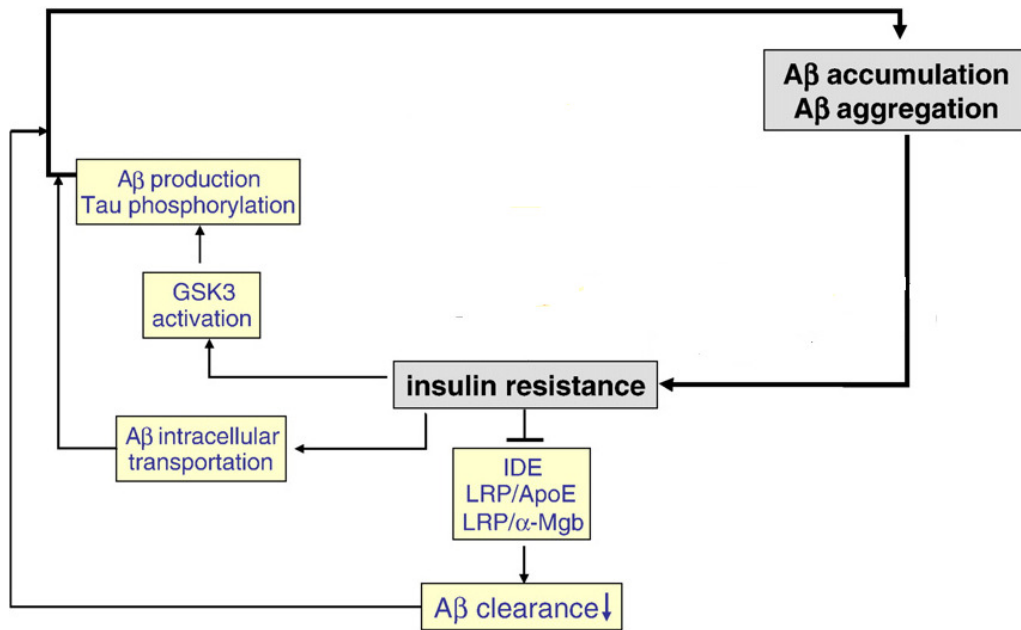 Aβ accumulation
Aβ aggregation
Aβ production
Tau phosphorylation
GSK3
activation
insulin resistance
Aβ intracellular
transportation
IDE
LRP/ApoE
LRP/α-Mgb
Aβ clearance↓